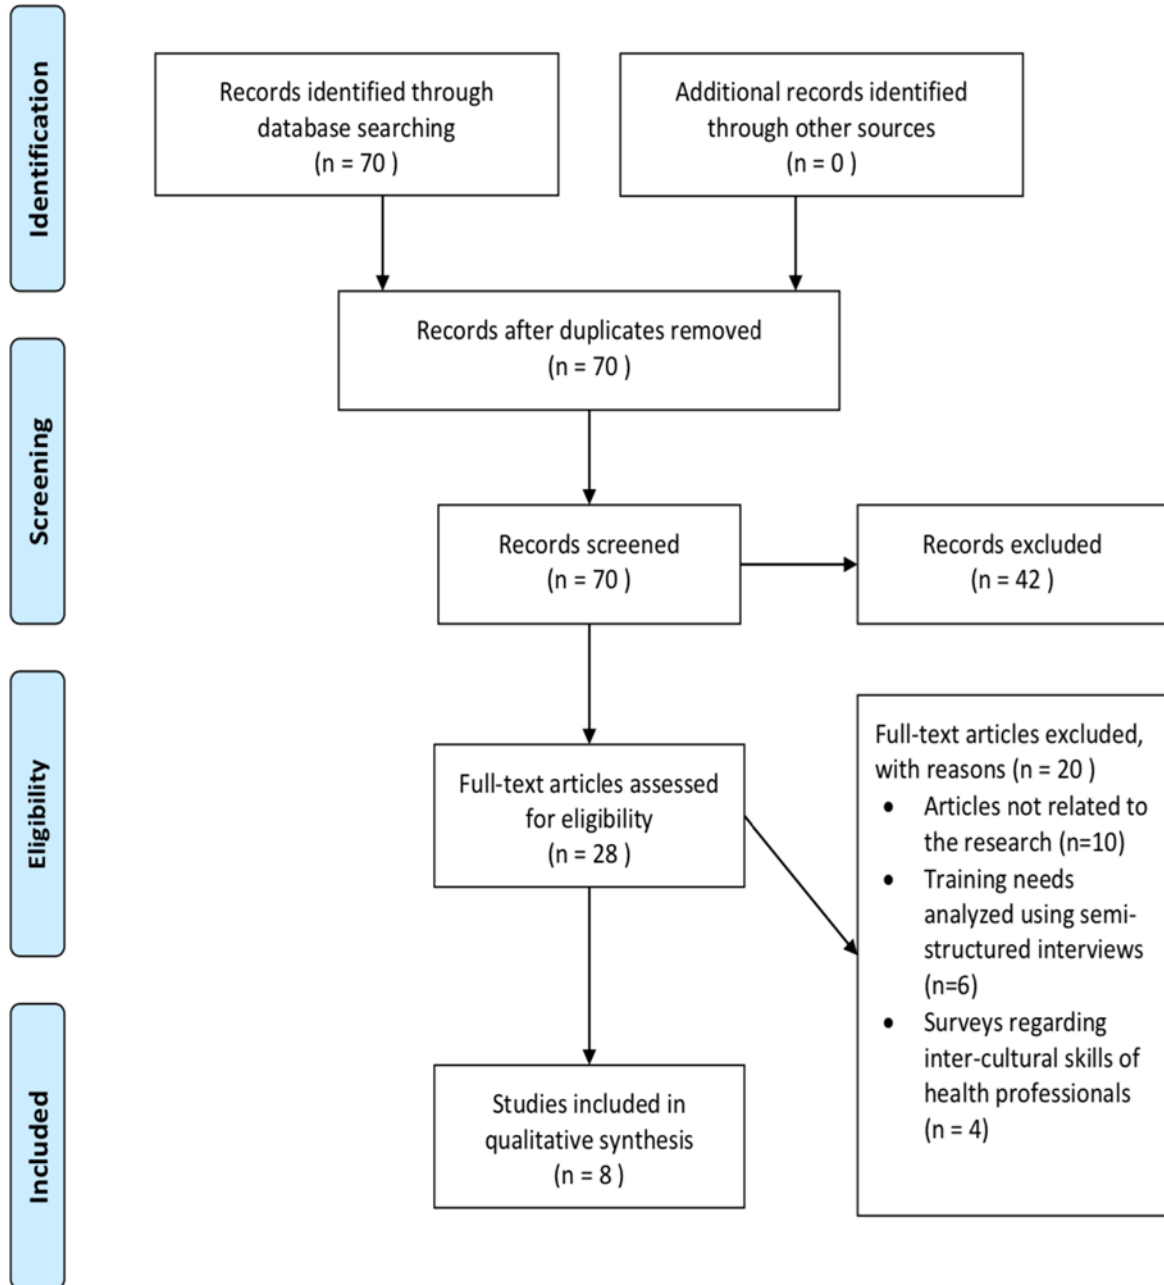 Identification
Records identified through
database searching
(n = 70 )
Additional records identified
through other sources
(n = 0 )
Records after duplicates removed
(n = 70 )
Screening
Records screened
(n = 70 )
Records excluded
(n = 42 )
Eligibility
Full-text articles assessed
for eligibility
(n = 28 )
Full-text articles excluded,
with reasons (n = 20 )
• Articles not related to
the research (n=10)
• Training needs
analyzed using semi-
structured interviews
(n=6)
• Surveys regarding
inter-cultural skills of
health professionals
(n = 4)
Included
Studies included in
qualitative synthesis
(n = 8 )